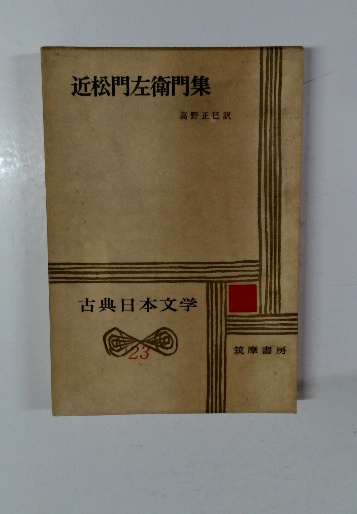 近松門左衛門集
高野正巳訳
古典日本文学
23
筑摩書房